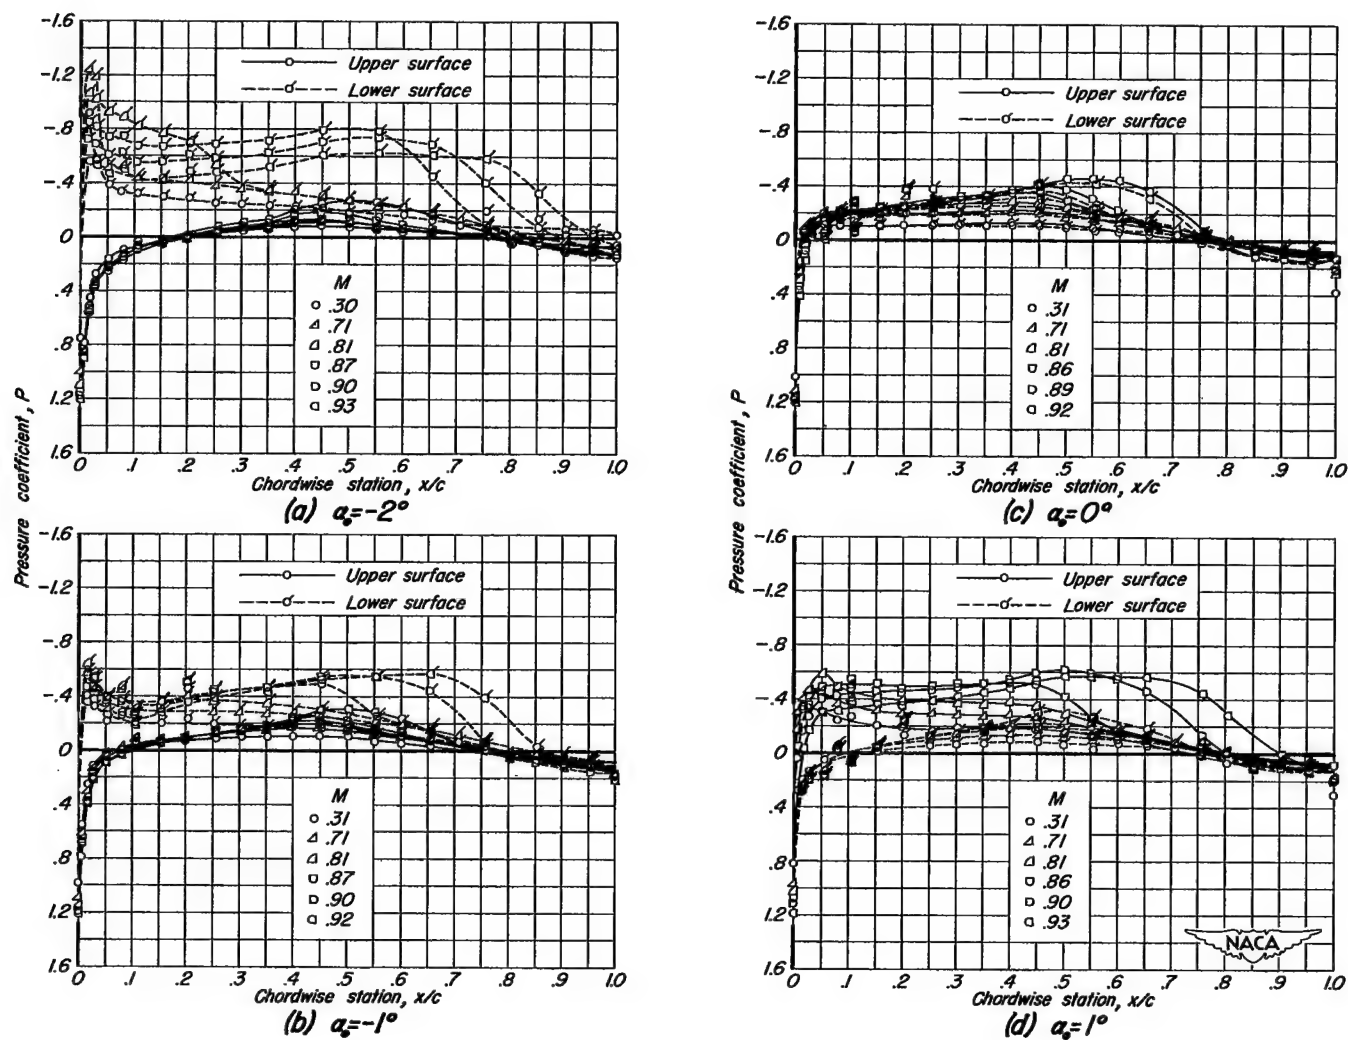 -1.6
-1.2
-.8
-.4
0
.4
.8
1.2
1.6
Upper surface
Lower surface
M
.30
.71
.81
.87
.90
.93
0 .1 .2 .3 .4 .5 .6 .7 .8 .9 1.0
Chordwise station, x/c
(a) α₀=-2°
Pressure coefficient, P
-1.6
-1.2
-.8
-.4
0
.4
.8
1.2
1.6
Upper surface
Lower surface
M
.31
.71
.81
.87
.90
.92
0 .1 .2 .3 .4 .5 .6 .7 .8 .9 1.0
Chordwise station, x/c
(b) α₀=-1°
-1.6
-1.2
-.8
-.4
0
.4
.8
1.2
1.6
Upper surface
Lower surface
M
.31
.71
.81
.86
.89
.92
0 .1 .2 .3 .4 .5 .6 .7 .8 .9 1.0
Chordwise station, x/c
(c) α₀=0°
Pressure coefficient, P
-1.6
-1.2
-.8
-.4
0
.4
.8
1.2
1.6
Upper surface
Lower surface
M
.31
.71
.81
.86
.90
.93
NACA
0 .1 .2 .3 .4 .5 .6 .7 .8 .9 1.0
Chordwise station, x/c
(d) α₀=1°